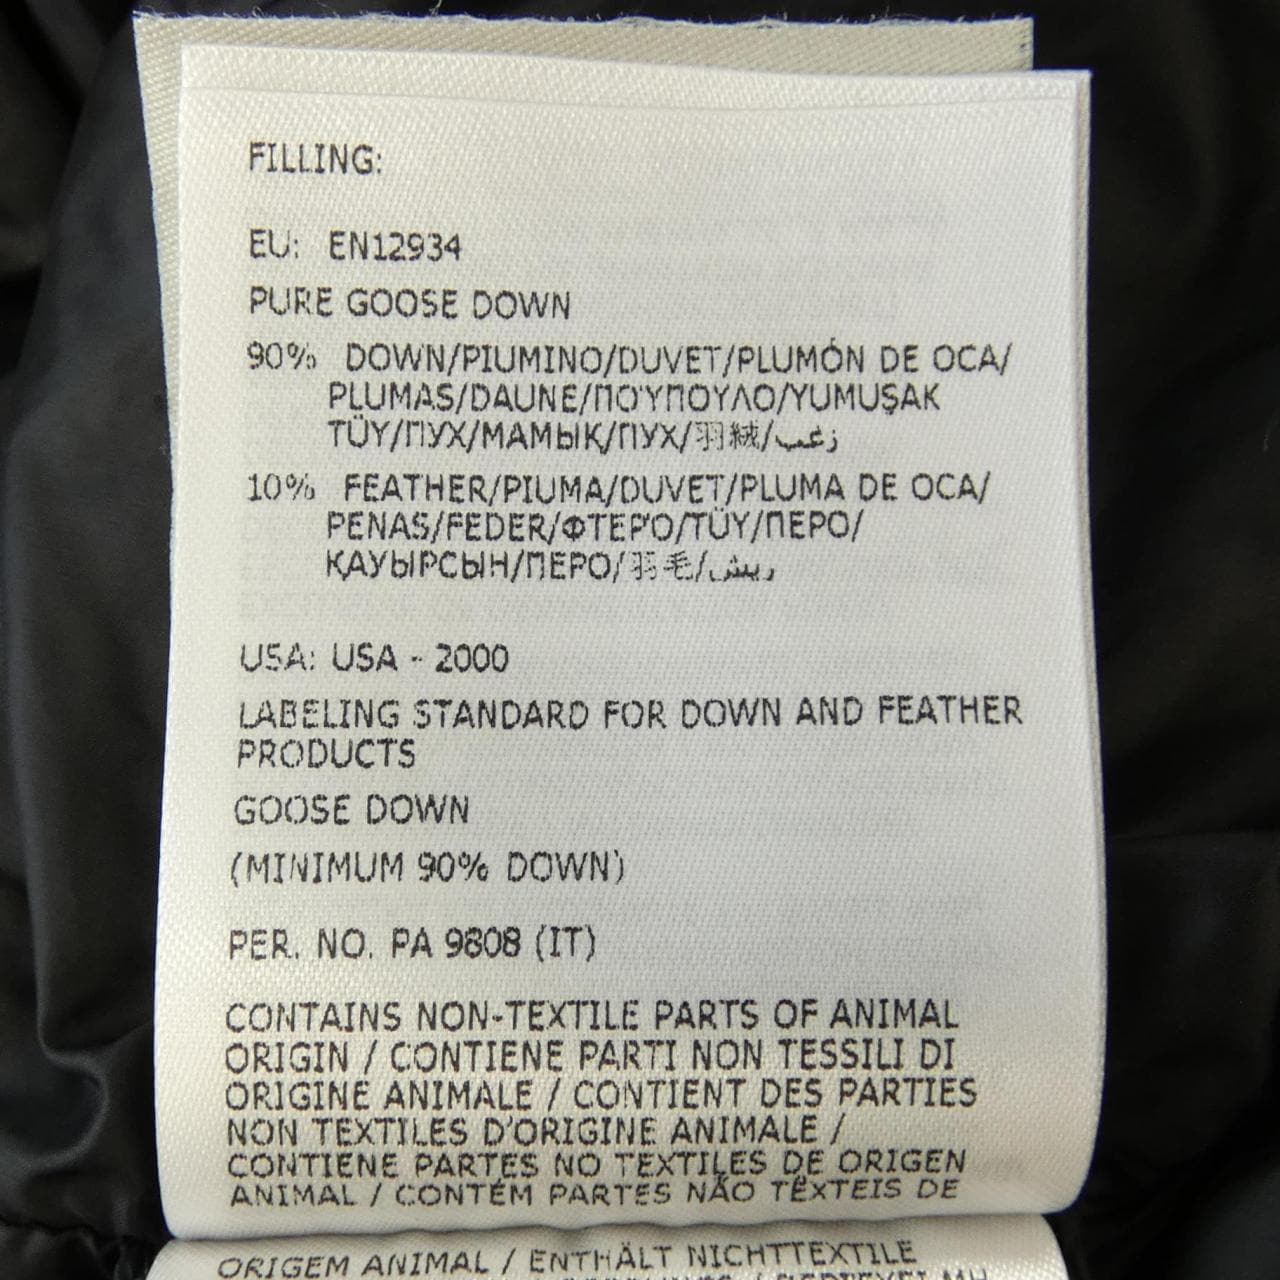 FILLING:
EU: EN12934
PURE GOOSE DOWN
90% DOWN/PIUMINO/DUVET/PLUMÓN DE OCA/
PLUMAS/DAUNE/ΠΟΎΠΟΥΛΟ/YUMUŞAK
TÜY/ПУХ/МАМЫҚ/ПУХ/羽絨/زغب
10% FEATHER/PIUMA/DUVET/PLUMA DE OCA/
PENAS/FEDER/ΦΤΕΡΌ/TÜY/ПЕРО/
ҚАУЫРСЫН/ПЕРО/羽毛/ريش
USA: USA - 2000
LABELING STANDARD FOR DOWN AND FEATHER
PRODUCTS
GOOSE DOWN
(MINIMUM 90% DOWN)
PER. NO. PA 9808 (IT)
CONTAINS NON-TEXTILE PARTS OF ANIMAL
ORIGIN / CONTIENE PARTI NON TESSILI DI
ORIGINE ANIMALE / CONTIENT DES PARTIES
NON TEXTILES D'ORIGINE ANIMALE /
CONTIENE PARTES NO TEXTILES DE ORIGEN
ANIMAL / CONTÉM PARTES NÃO TÊXTEIS DE
ORIGEM ANIMAL / ENTHÄLT NICHTTEXTILE